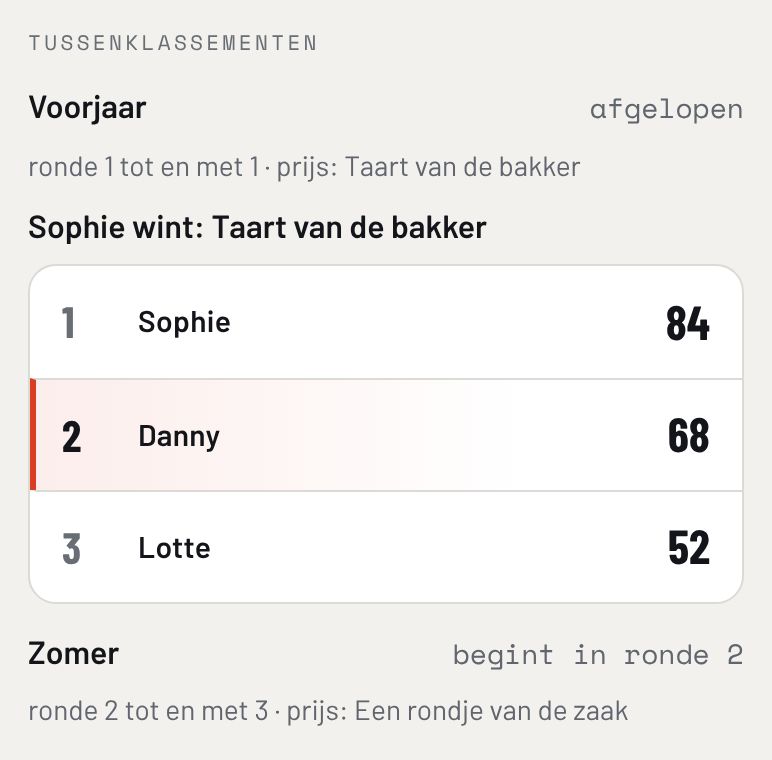 TUSSENKLASSEMENTEN
Voorjaar afgelopen
ronde 1 tot en met 1 · prijs: Taart van de bakker
Sophie wint: Taart van de bakker
1 Sophie 84
2 Danny 68
3 Lotte 52
Zomer begint in ronde 2
ronde 2 tot en met 3 · prijs: Een rondje van de zaak